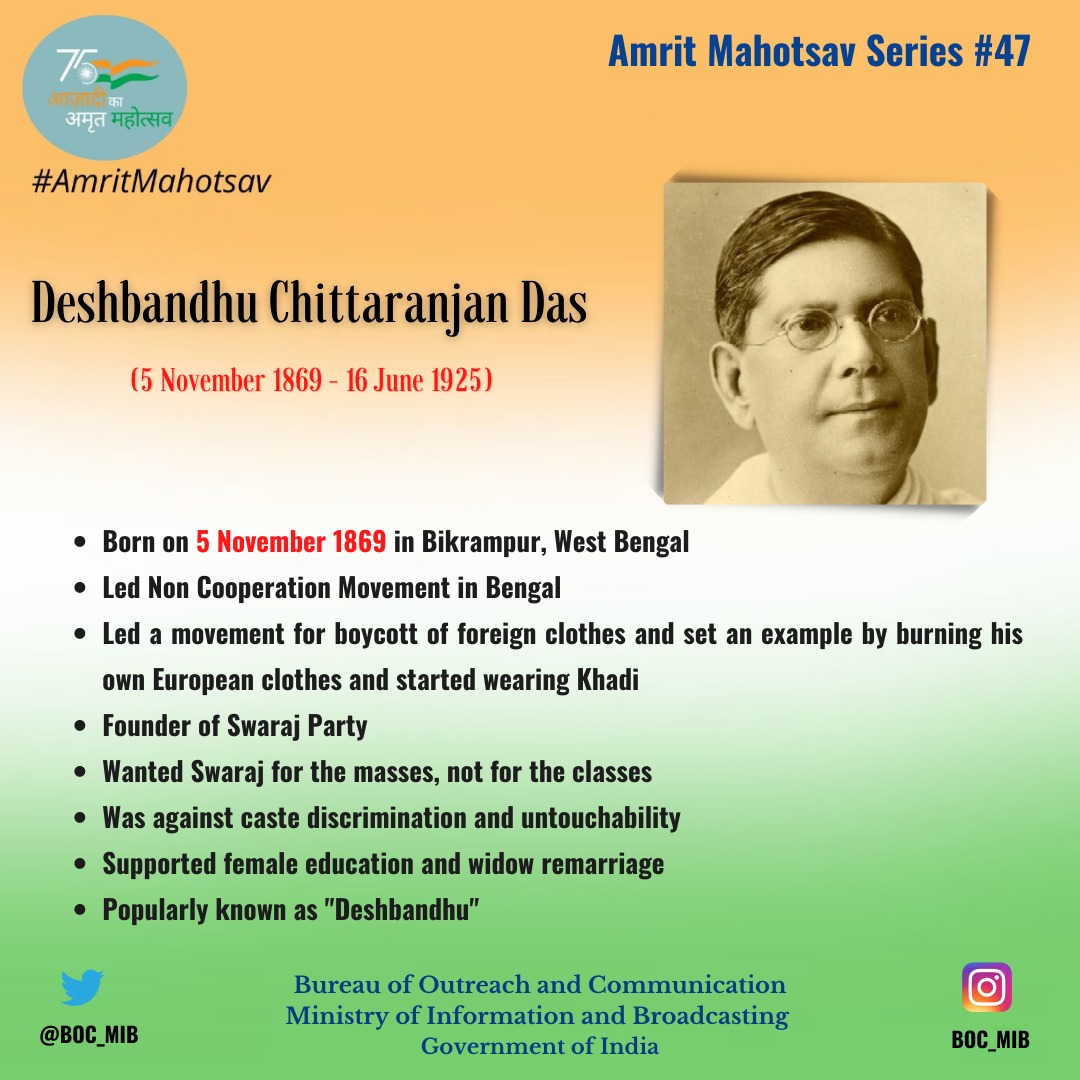 75
आज़ादी का
अमृत महोत्सव
#AmritMahotsav
Amrit Mahotsav Series #47
Deshbandhu Chittaranjan Das
(5 November 1869 - 16 June 1925)
• Born on 5 November 1869 in Bikrampur, West Bengal
• Led Non Cooperation Movement in Bengal
• Led a movement for boycott of foreign clothes and set an example by burning his
own European clothes and started wearing Khadi
• Founder of Swaraj Party
• Wanted Swaraj for the masses, not for the classes
• Was against caste discrimination and untouchability
• Supported female education and widow remarriage
• Popularly known as "Deshbandhu"
@BOC_MIB
Bureau of Outreach and Communication
Ministry of Information and Broadcasting
Government of India
BOC_MIB